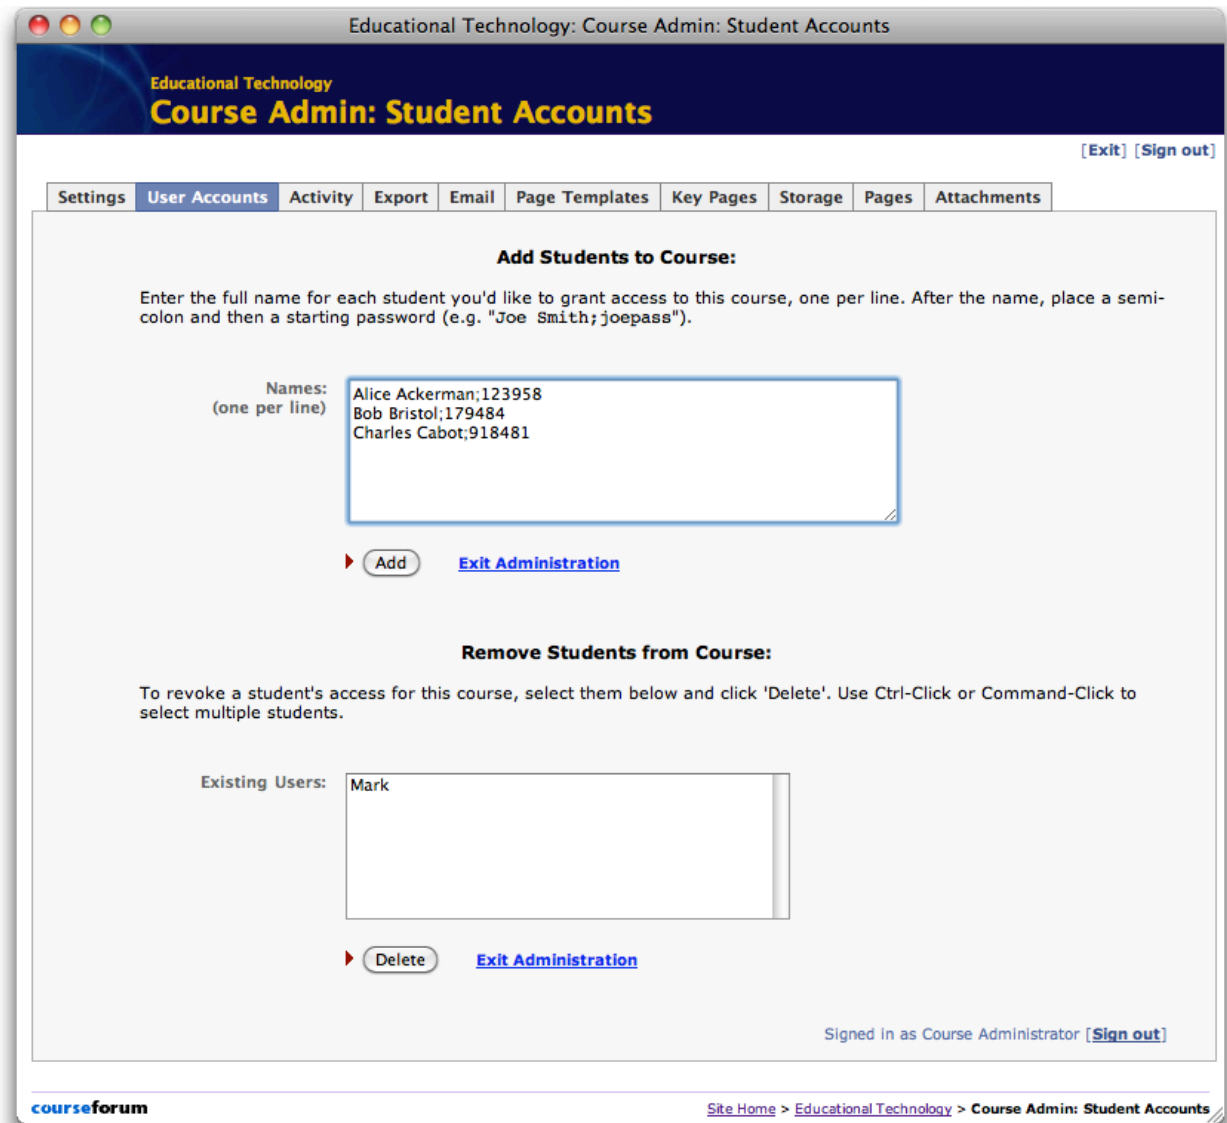 Educational Technology: Course Admin: Student Accounts
Educational Technology
Course Admin: Student Accounts
[Exit] [Sign out]
Settings User Accounts Activity Export Email Page Templates Key Pages Storage Pages Attachments
Add Students to Course:
Enter the full name for each student you'd like to grant access to this course, one per line. After the name, place a semi-
colon and then a starting password (e.g. "Joe Smith;joepass").
Names:
(one per line)
Alice Ackerman;123958
Bob Bristol;179484
Charles Cabot;918481
Add Exit Administration
Remove Students from Course:
To revoke a student's access for this course, select them below and click 'Delete'. Use Ctrl-Click or Command-Click to
select multiple students.
Existing Users:
Mark
Delete Exit Administration
Signed in as Course Administrator [Sign out]
courseforum
Site Home > Educational Technology > Course Admin: Student Accounts